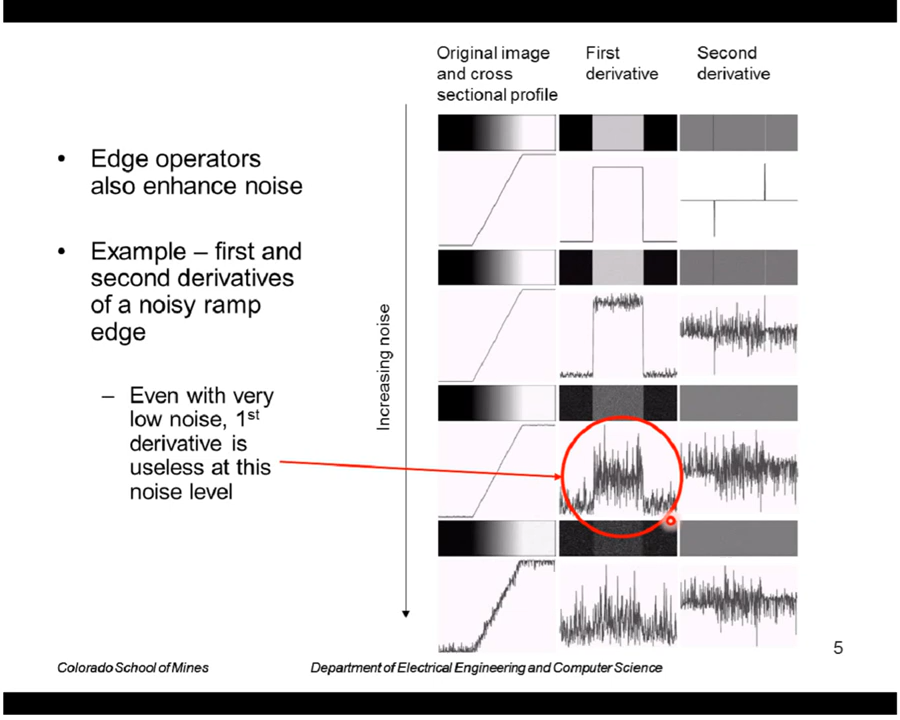 Original image
and cross
sectional profile
First
derivative
Second
derivative
• Edge operators
also enhance noise
• Example – first and
second derivatives
of a noisy ramp
edge
– Even with very
low noise, 1st
derivative is
useless at this
noise level
Increasing noise
5
Colorado School of Mines
Department of Electrical Engineering and Computer Science